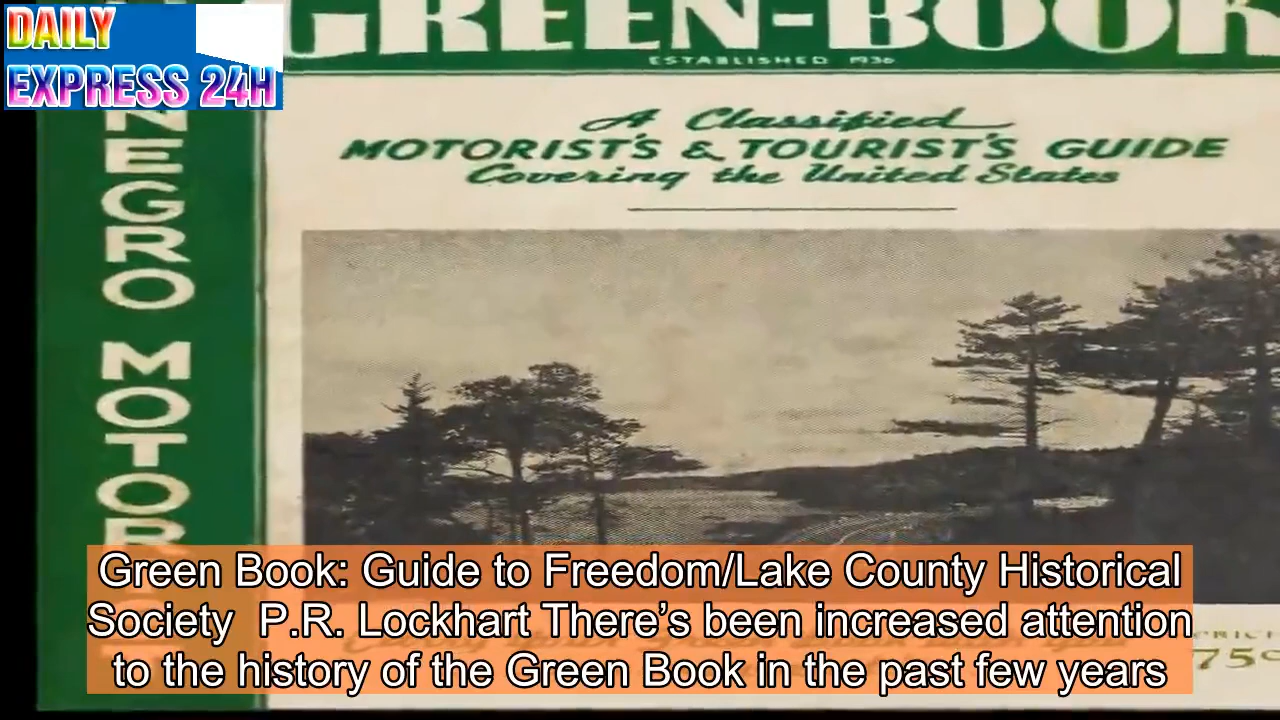 DAILY
EXPRESS 24H
GREEN-BOOK
ESTABLISHED 1936
NEGRO MOTOR
A Classified
MOTORIST'S & TOURIST'S GUIDE
Covering the United States
Green Book: Guide to Freedom/Lake County Historical
Society P.R. Lockhart There’s been increased attention
to the history of the Green Book in the past few years
75¢